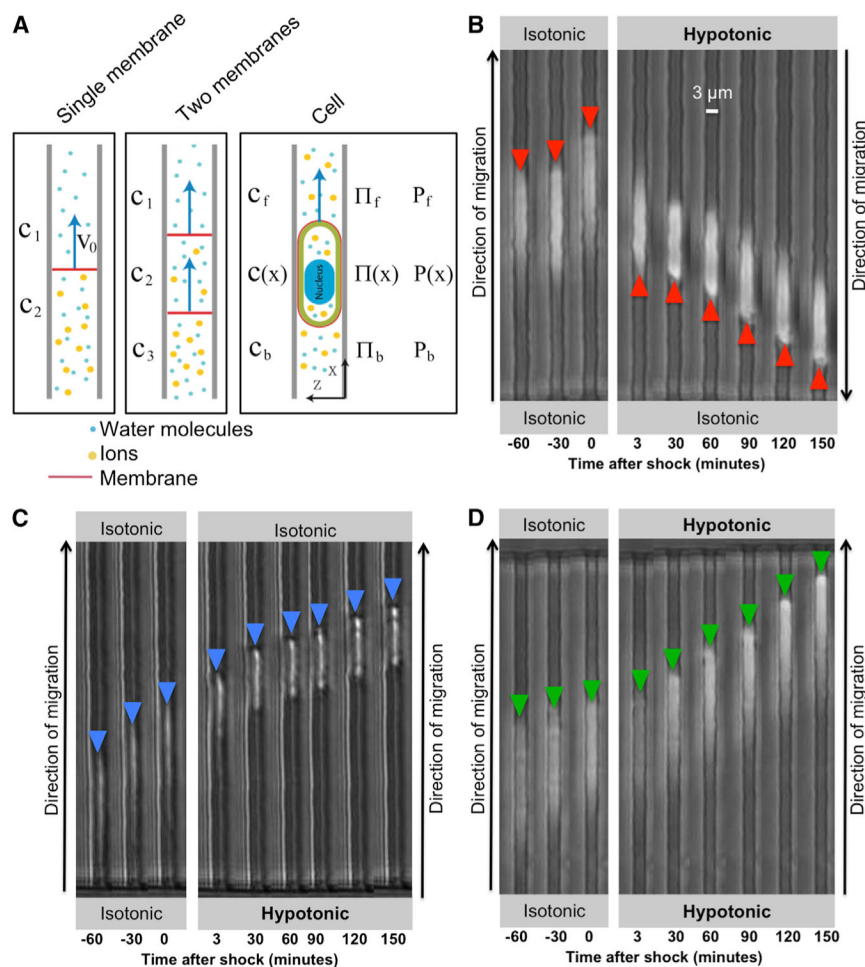 A
Single membrane
Two membranes
Cell
c1
V0
c2
c1
c2
c3
cf
Πf
Pf
c(x)
Nucleus
Π(x)
P(x)
cb
Πb
Pb
x
z
Water molecules
Ions
Membrane
B
Isotonic
Hypotonic
Direction of migration
3 µm
Direction of migration
Isotonic
Isotonic
-60 -30 0 3 30 60 90 120 150
Time after shock (minutes)
C
Isotonic
Isotonic
Direction of migration
Direction of migration
Isotonic
Hypotonic
-60 -30 0 3 30 60 90 120 150
Time after shock (minutes)
D
Isotonic
Hypotonic
Direction of migration
Direction of migration
Isotonic
Hypotonic
-60 -30 0 3 30 60 90 120 150
Time after shock (minutes)